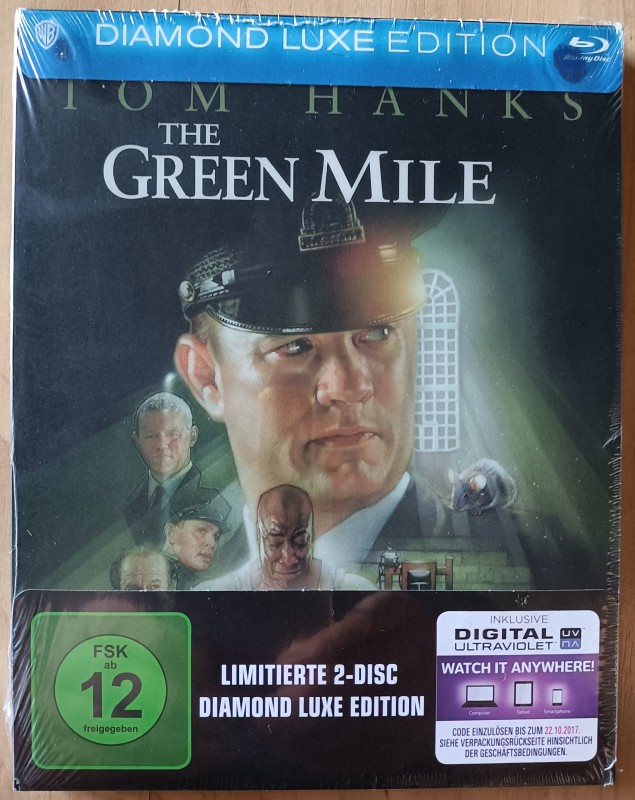 WB
DIAMOND LUXE EDITION
Blu-ray Disc
TOM HANKS
THE
GREEN MILE
FSK
ab
12
freigegeben
LIMITIERTE 2-DISC
DIAMOND LUXE EDITION
INKLUSIVE
DIGITAL UV
ULTRAVIOLET
WATCH IT ANYWHERE!
Computer Tablet Smartphone
CODE EINZULÖSEN BIS ZUM 22.10.2017.
SIEHE VERPACKUNGSRÜCKSEITE HINSICHTLICH
DER GESCHÄFTSBEDINGUNGEN.